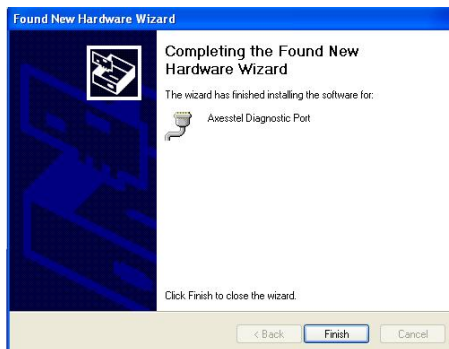 Found New Hardware Wizard
Completing the Found New
Hardware Wizard
The wizard has finished installing the software for:
Axesstel Diagnostic Port
Click Finish to close the wizard.
< Back
Finish
Cancel